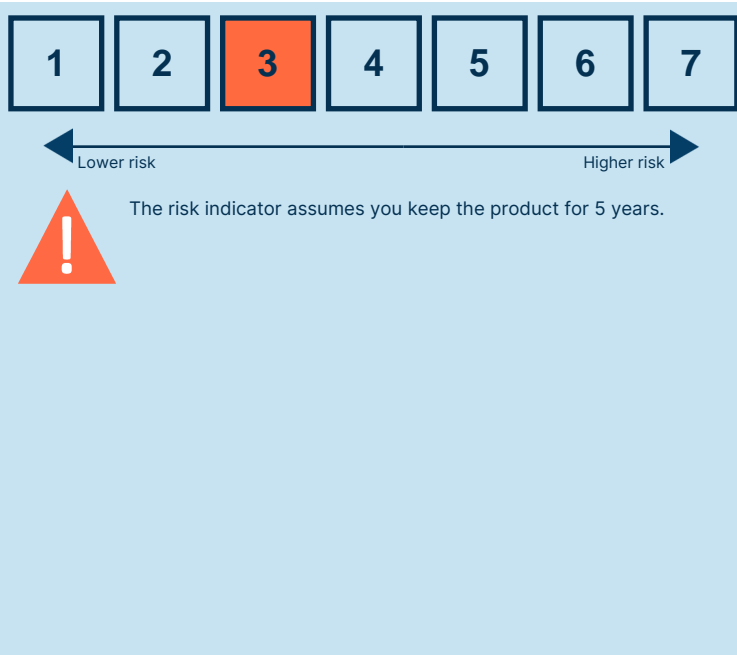 1 2 3 4 5 6 7
Lower risk Higher risk
! The risk indicator assumes you keep the product for 5 years.